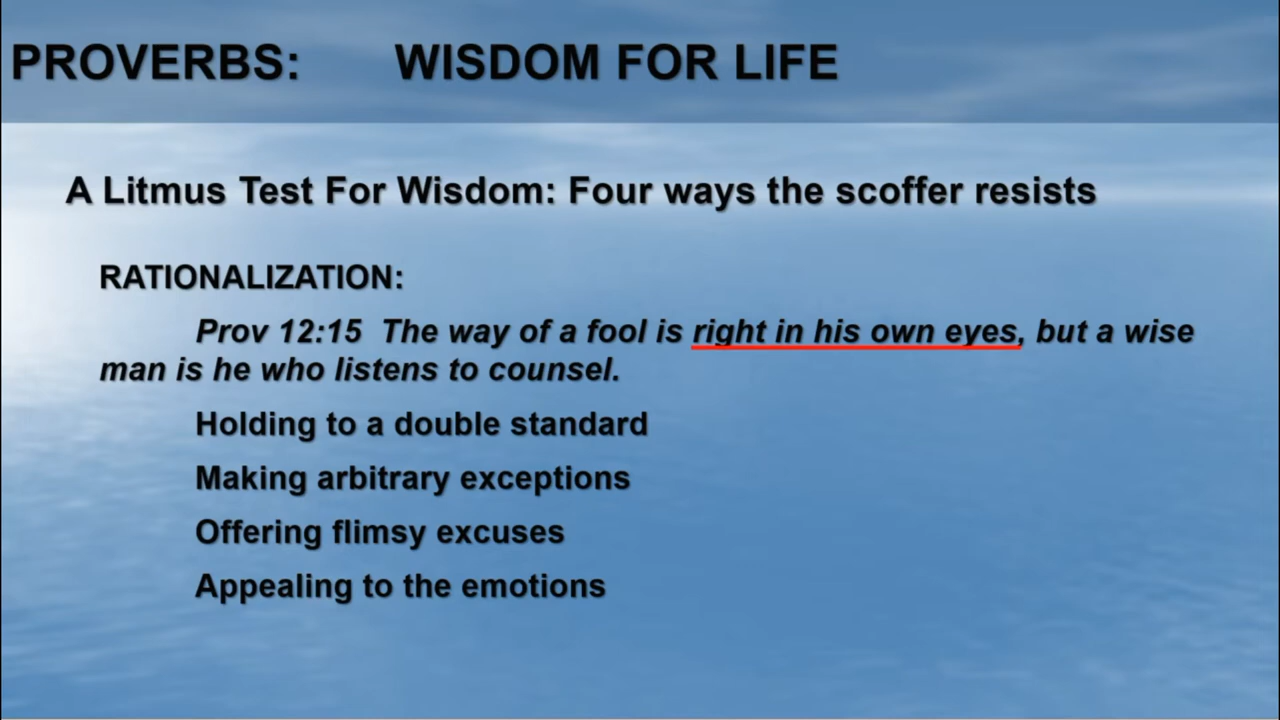 PROVERBS: WISDOM FOR LIFE
A Litmus Test For Wisdom: Four ways the scoffer resists
RATIONALIZATION:
Prov 12:15 The way of a fool is right in his own eyes, but a wise
man is he who listens to counsel.
Holding to a double standard
Making arbitrary exceptions
Offering flimsy excuses
Appealing to the emotions